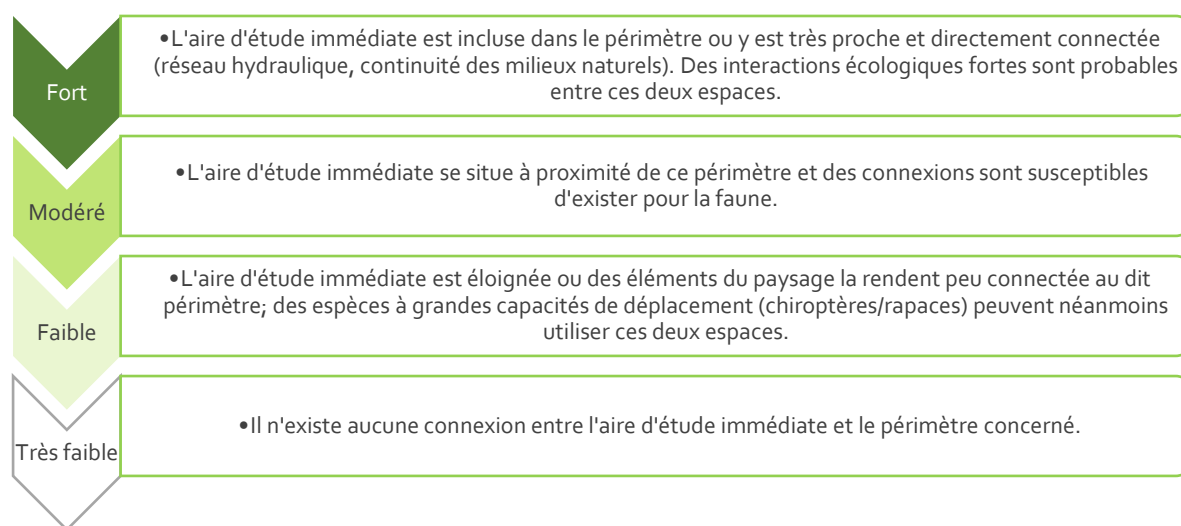 •L'aire d'étude immédiate est incluse dans le périmètre ou y est très proche et directement connectée
(réseau hydraulique, continuité des milieux naturels). Des interactions écologiques fortes sont probables
entre ces deux espaces.
Fort
•L'aire d'étude immédiate se situe à proximité de ce périmètre et des connexions sont susceptibles
d'exister pour la faune.
Modéré
•L'aire d'étude immédiate est éloignée ou des éléments du paysage la rendent peu connectée au dit
périmètre; des espèces à grandes capacités de déplacement (chiroptères/rapaces) peuvent néanmoins
utiliser ces deux espaces.
Faible
•Il n'existe aucune connexion entre l'aire d'étude immédiate et le périmètre concerné.
Très faible